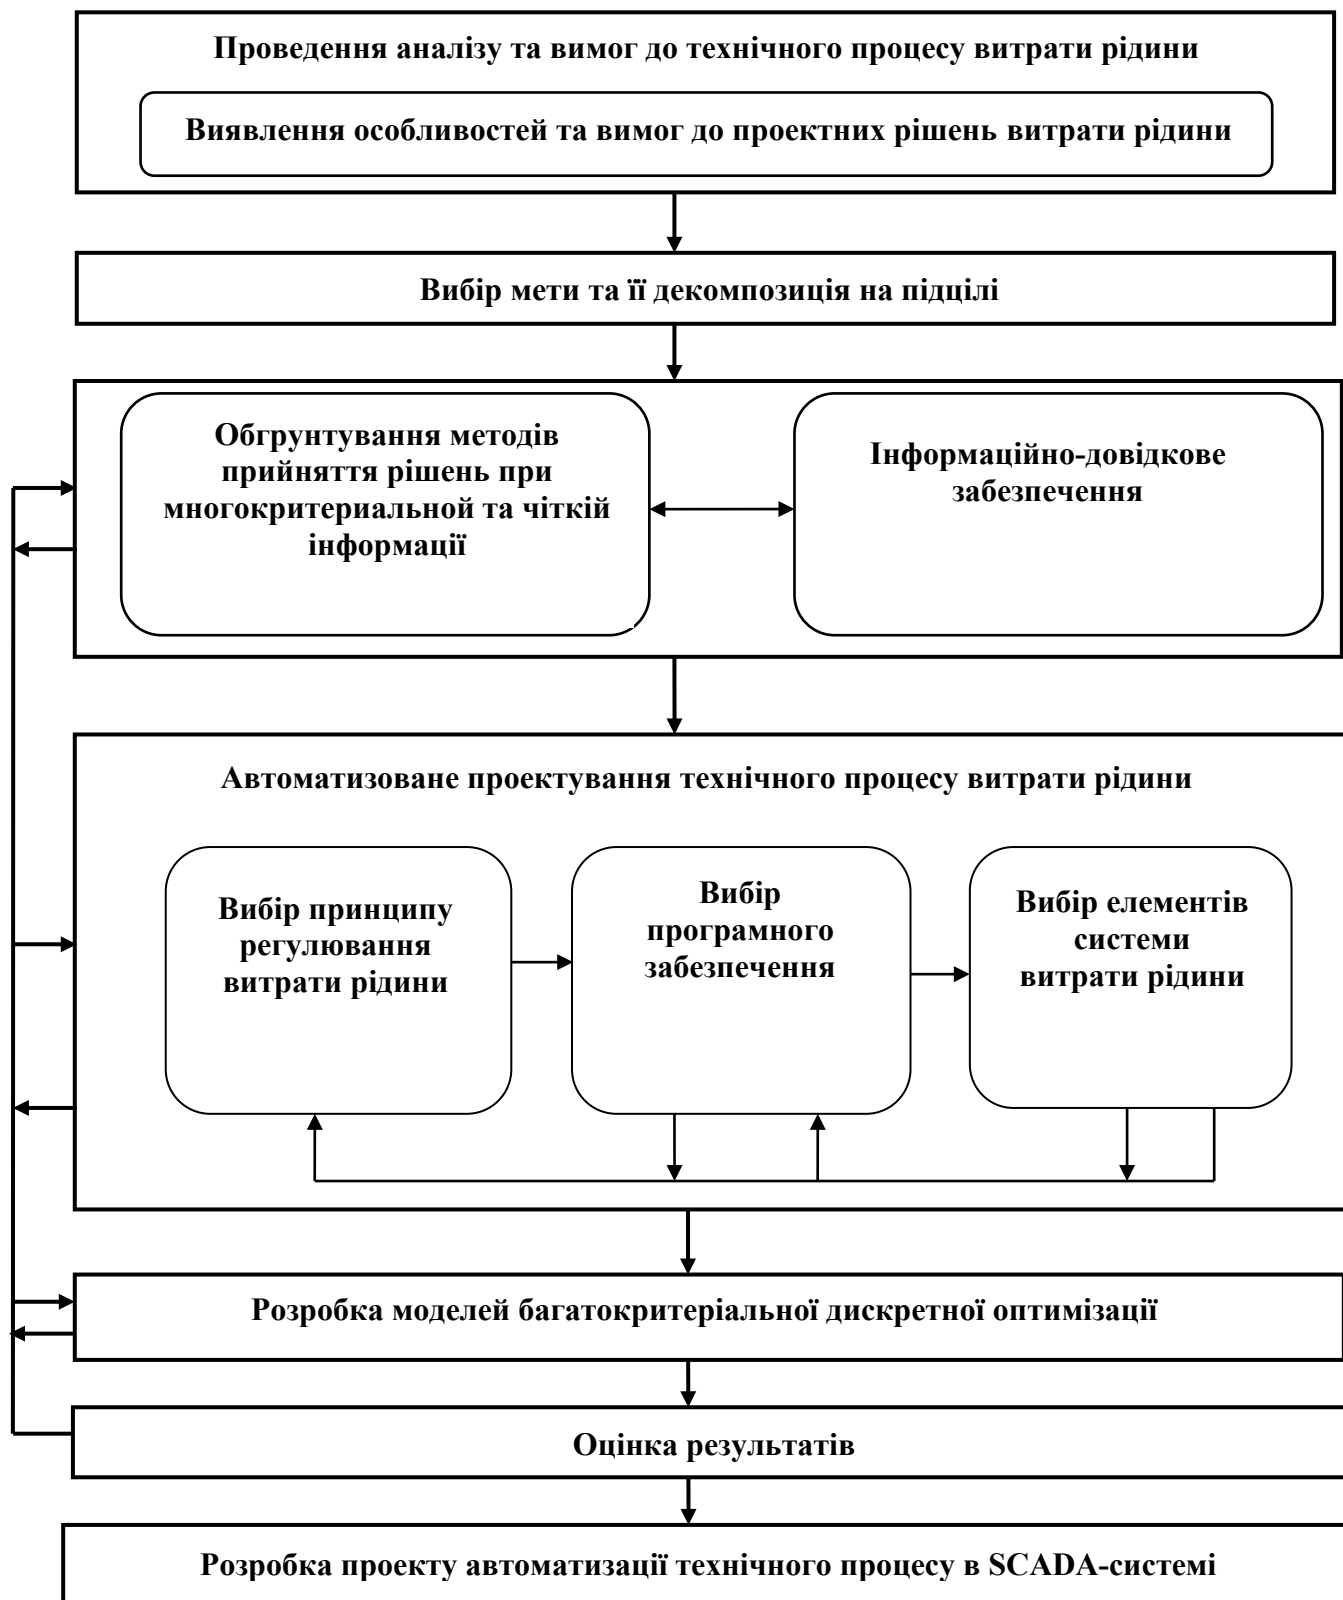 Проведення аналізу та вимог до технічного процесу витрати рідини
Виявлення особливостей та вимог до проектних рішень витрати рідини
Вибір мети та її декомпозиція на підцілі
Обгрунтування методів
прийняття рішень при
многокритериальной та чіткій
інформації
Інформаційно-довідкове
забезпечення
Автоматизоване проектування технічного процесу витрати рідини
Вибір принципу
регулювання
витрати рідини
Вибір
програмного
забезпечення
Вибір елементів
системи
витрати рідини
Розробка моделей багатокритеріальної дискретної оптимізації
Оцінка результатів
Розробка проекту автоматизації технічного процесу в SCADA-системі